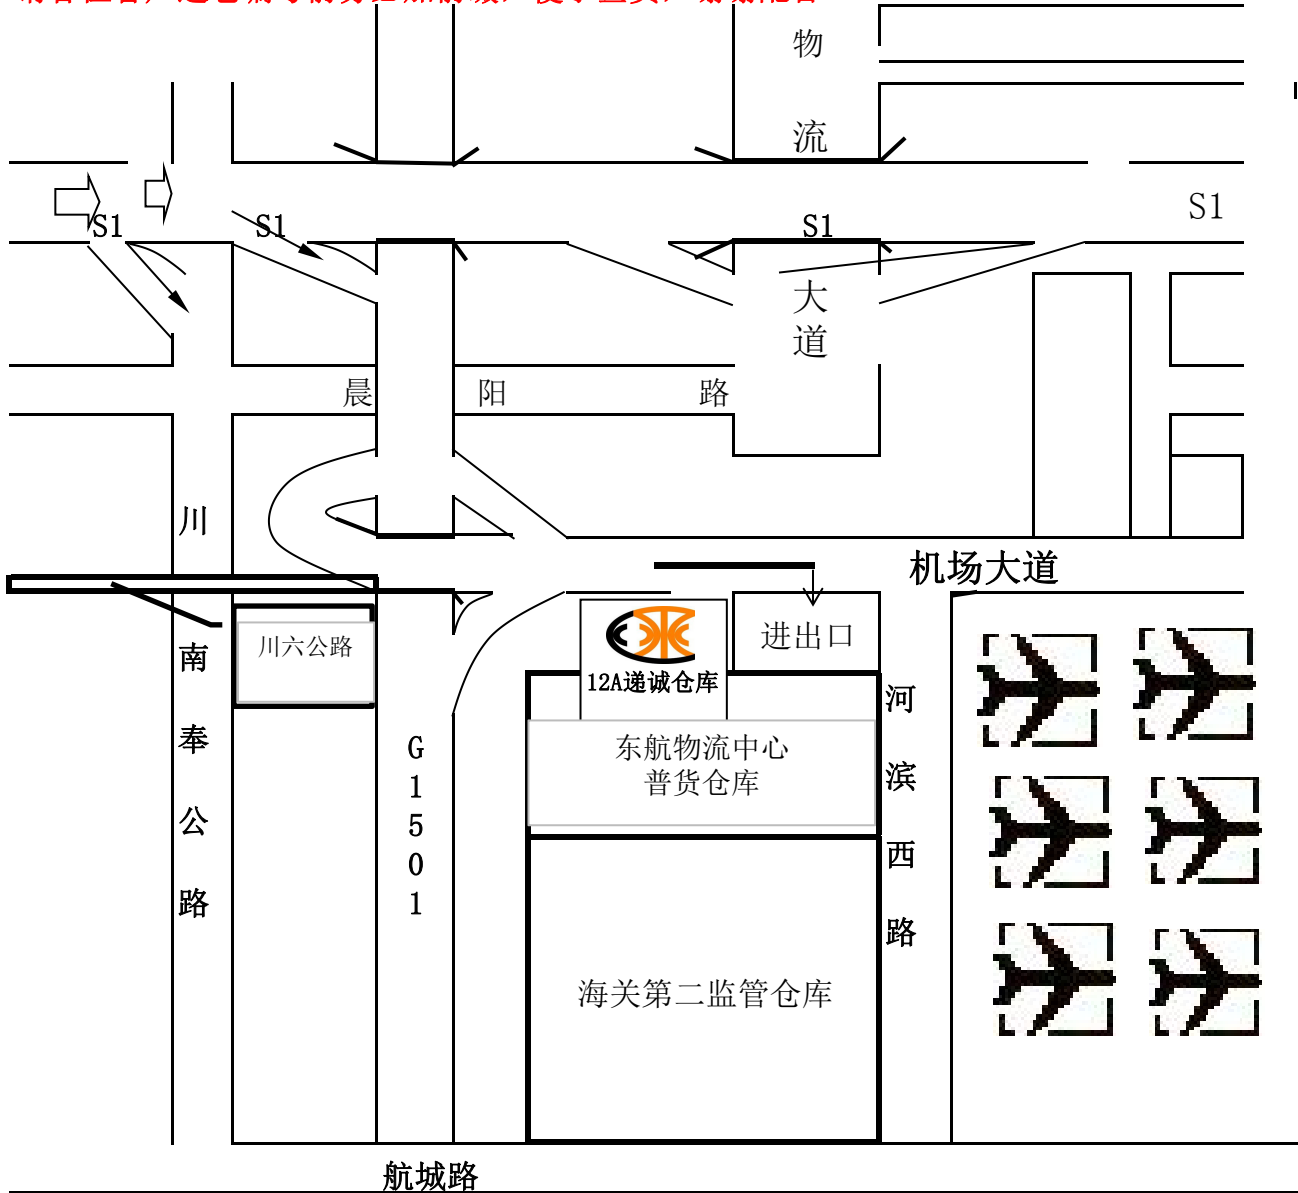 物
流
S1
S1
S1
S1
大
道
晨 阳 路
川
南
奉
公
路
机场大道
川六公路
进出口
12A递诚仓库
东航物流中心
普货仓库
G
1
5
0
1
河
滨
西
路
海关第二监管仓库
航城路